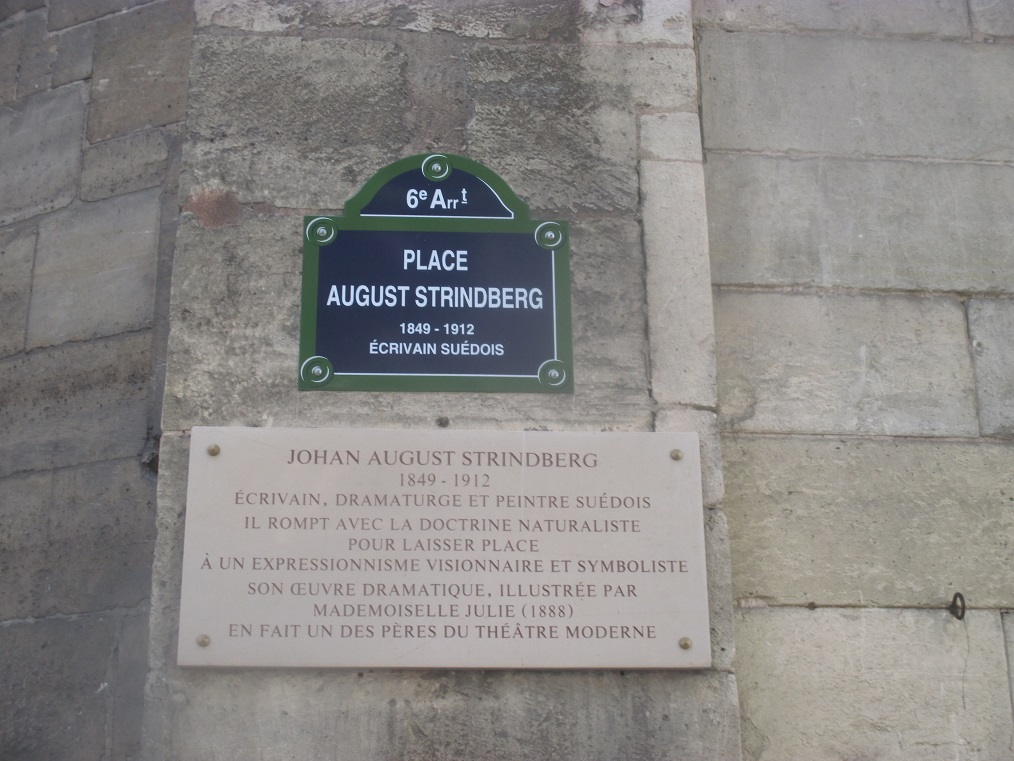 6e Arrt
PLACE
AUGUST STRINDBERG
1849 - 1912
ÉCRIVAIN SUÉDOIS
JOHAN AUGUST STRINDBERG
1849 - 1912
ÉCRIVAIN, DRAMATURGE ET PEINTRE SUÉDOIS
IL ROMPT AVEC LA DOCTRINE NATURALISTE
POUR LAISSER PLACE
À UN EXPRESSIONNISME VISIONNAIRE ET SYMBOLISTE
SON ŒUVRE DRAMATIQUE, ILLUSTRÉE PAR
MADEMOISELLE JULIE (1888)
EN FAIT UN DES PÈRES DU THÉÂTRE MODERNE